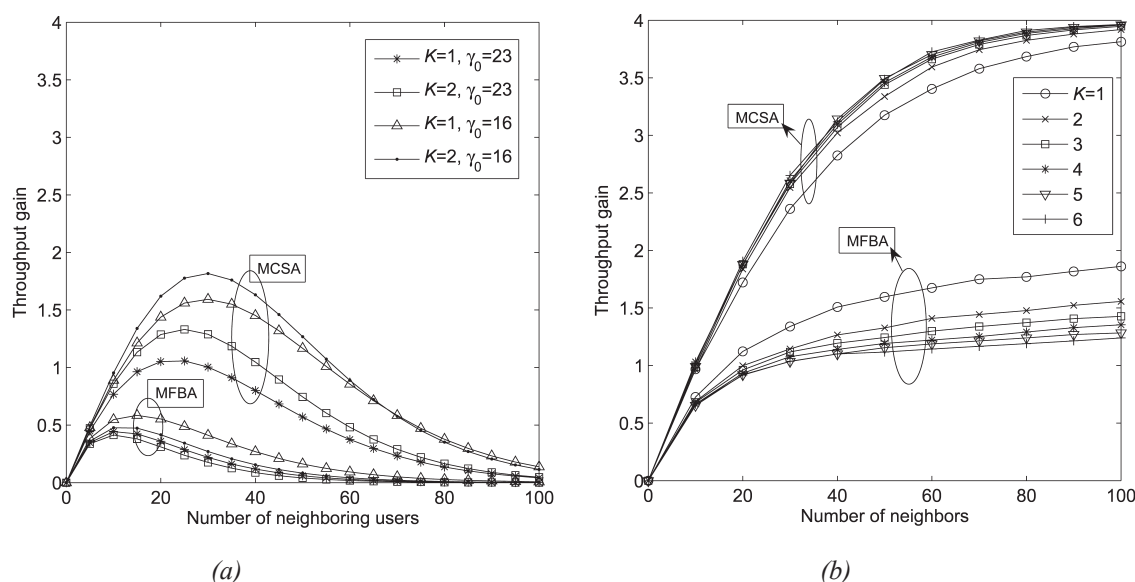 4
3.5
3
2.5
2
1.5
1
0.5
0
0
20
40
60
80
100
Throughput gain
Number of neighboring users
K=1, γ0=23
K=2, γ0=23
K=1, γ0=16
K=2, γ0=16
MCSA
MFBA
(a)
4
3.5
3
2.5
2
1.5
1
0.5
0
0
20
40
60
80
100
Throughput gain
Number of neighbors
K=1
2
3
4
5
6
MCSA
MFBA
(b)